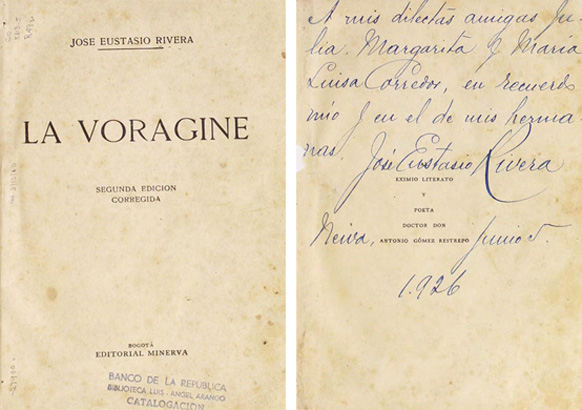 JOSE EUSTASIO RIVERA
LA VORAGINE
SEGUNDA EDICION
CORREGIDA
BOGOTÁ
EDITORIAL MINERVA
BANCO DE LA REPUBLICA
BIBLIOTECA LUIS - ANGEL ARANGO
CATALOGACION
A mis dilectas amigas Ju-
lia. Margarita y María
Luisa Corredor, en recuerdo
mío y en el de mis herma-
nas. José Eustasio Rivera
EXIMIO LITERATO
Y
POETA
DOCTOR DON
Neiva, ANTONIO GÓMEZ RESTREPO Junio 5.
1.926